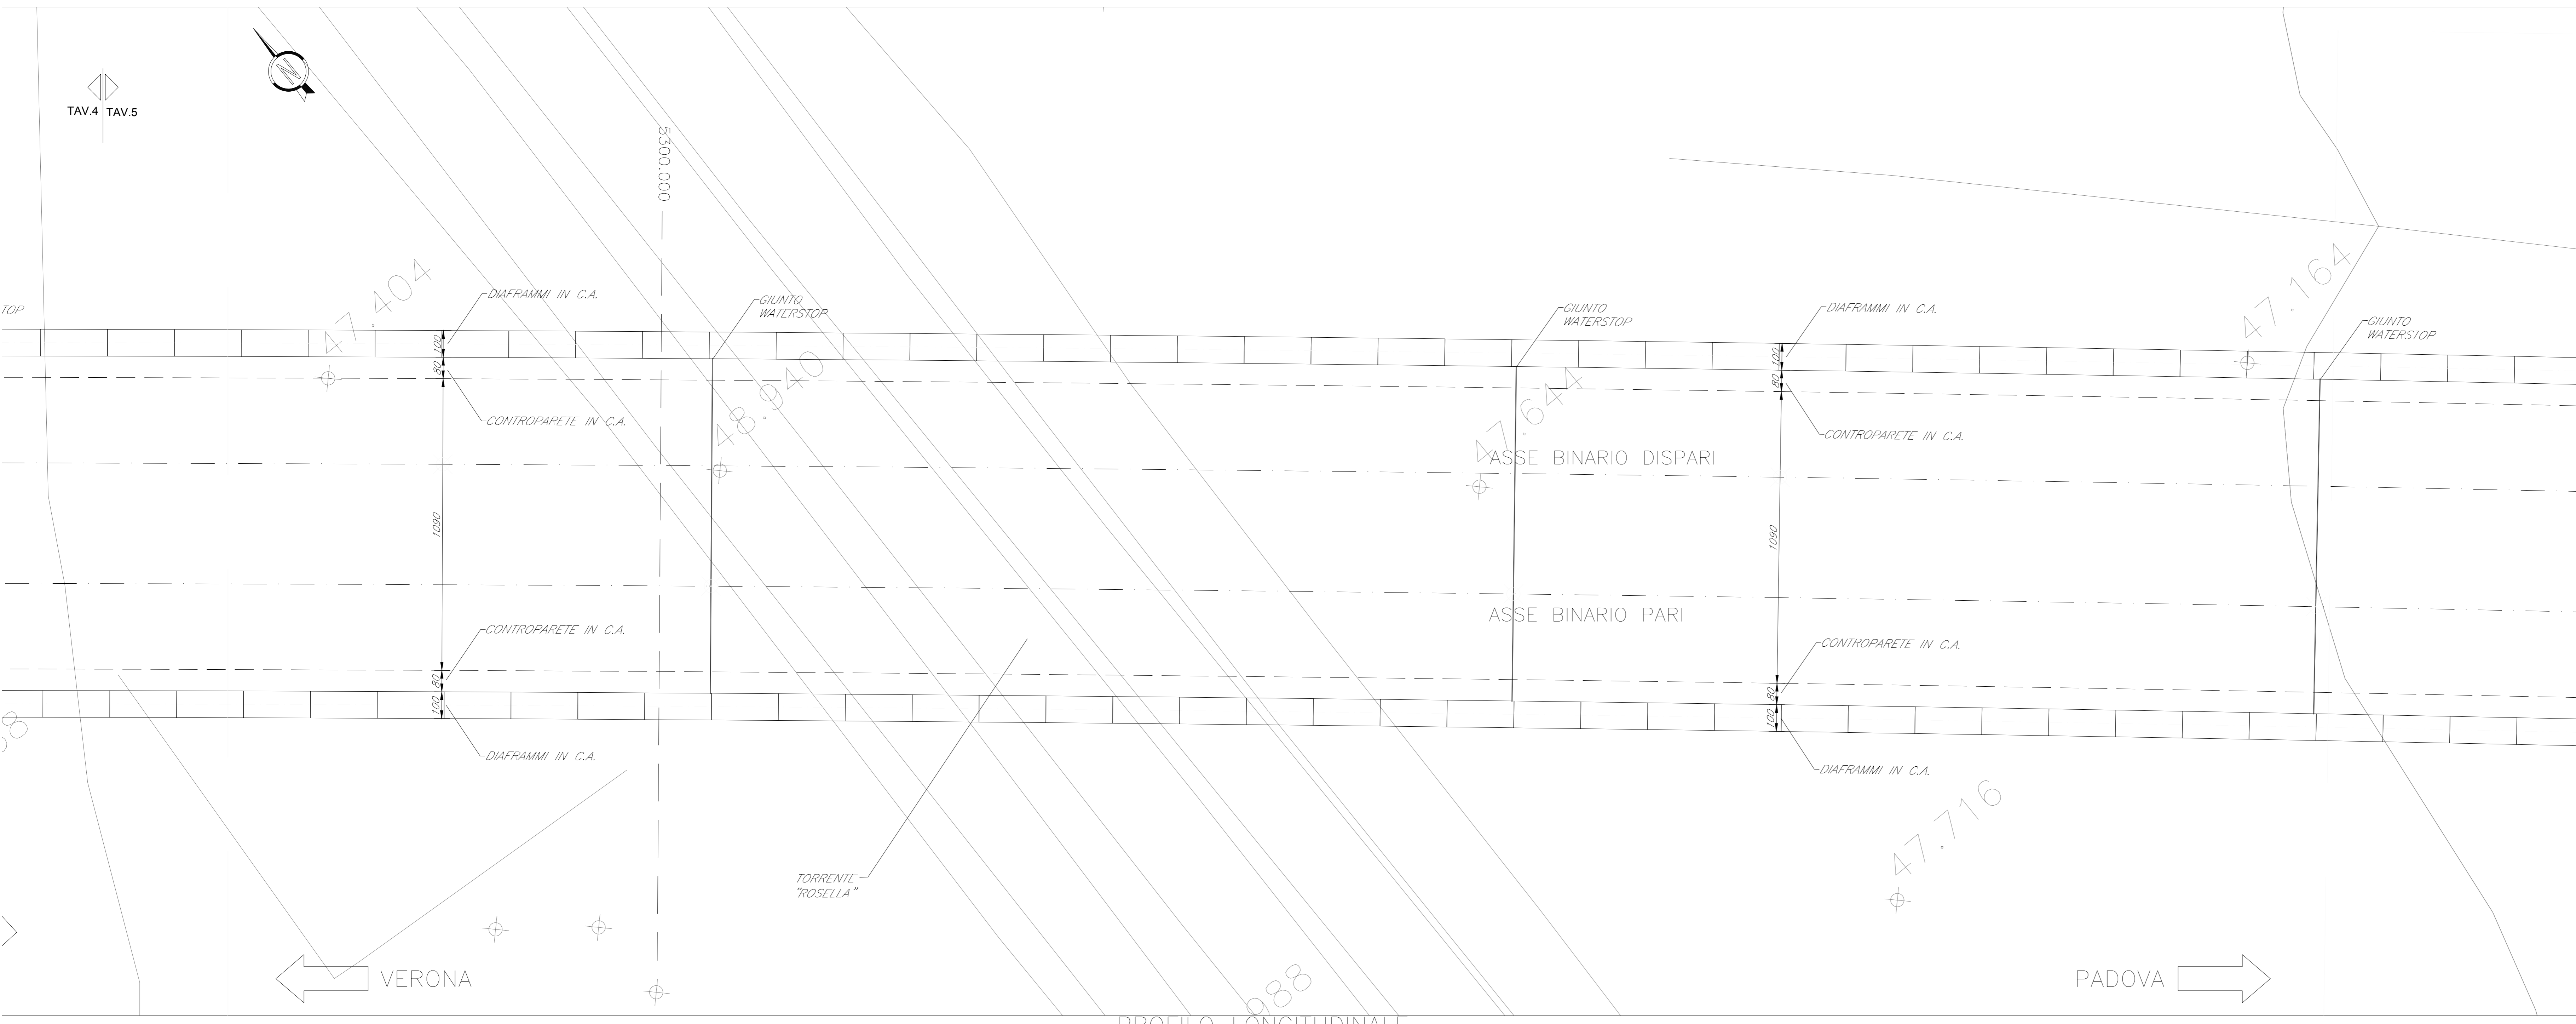 TAV.4 TAV.5
N
5300.000
47.404
47.164
TOP
DIAFRAMMI IN C.A.
GIUNTO
WATERSTOP
GIUNTO
WATERSTOP
DIAFRAMMI IN C.A.
GIUNTO
WATERSTOP
100
80
100
80
48.940
47.644
CONTROPARETE IN C.A.
CONTROPARETE IN C.A.
ASSE BINARIO DISPARI
1090
1090
ASSE BINARIO PARI
CONTROPARETE IN C.A.
CONTROPARETE IN C.A.
80
100
80
100
DIAFRAMMI IN C.A.
DIAFRAMMI IN C.A.
47.716
TORRENTE
"ROSELLA"
VERONA
PADOVA
988
PROFILO LONGITUDINALE